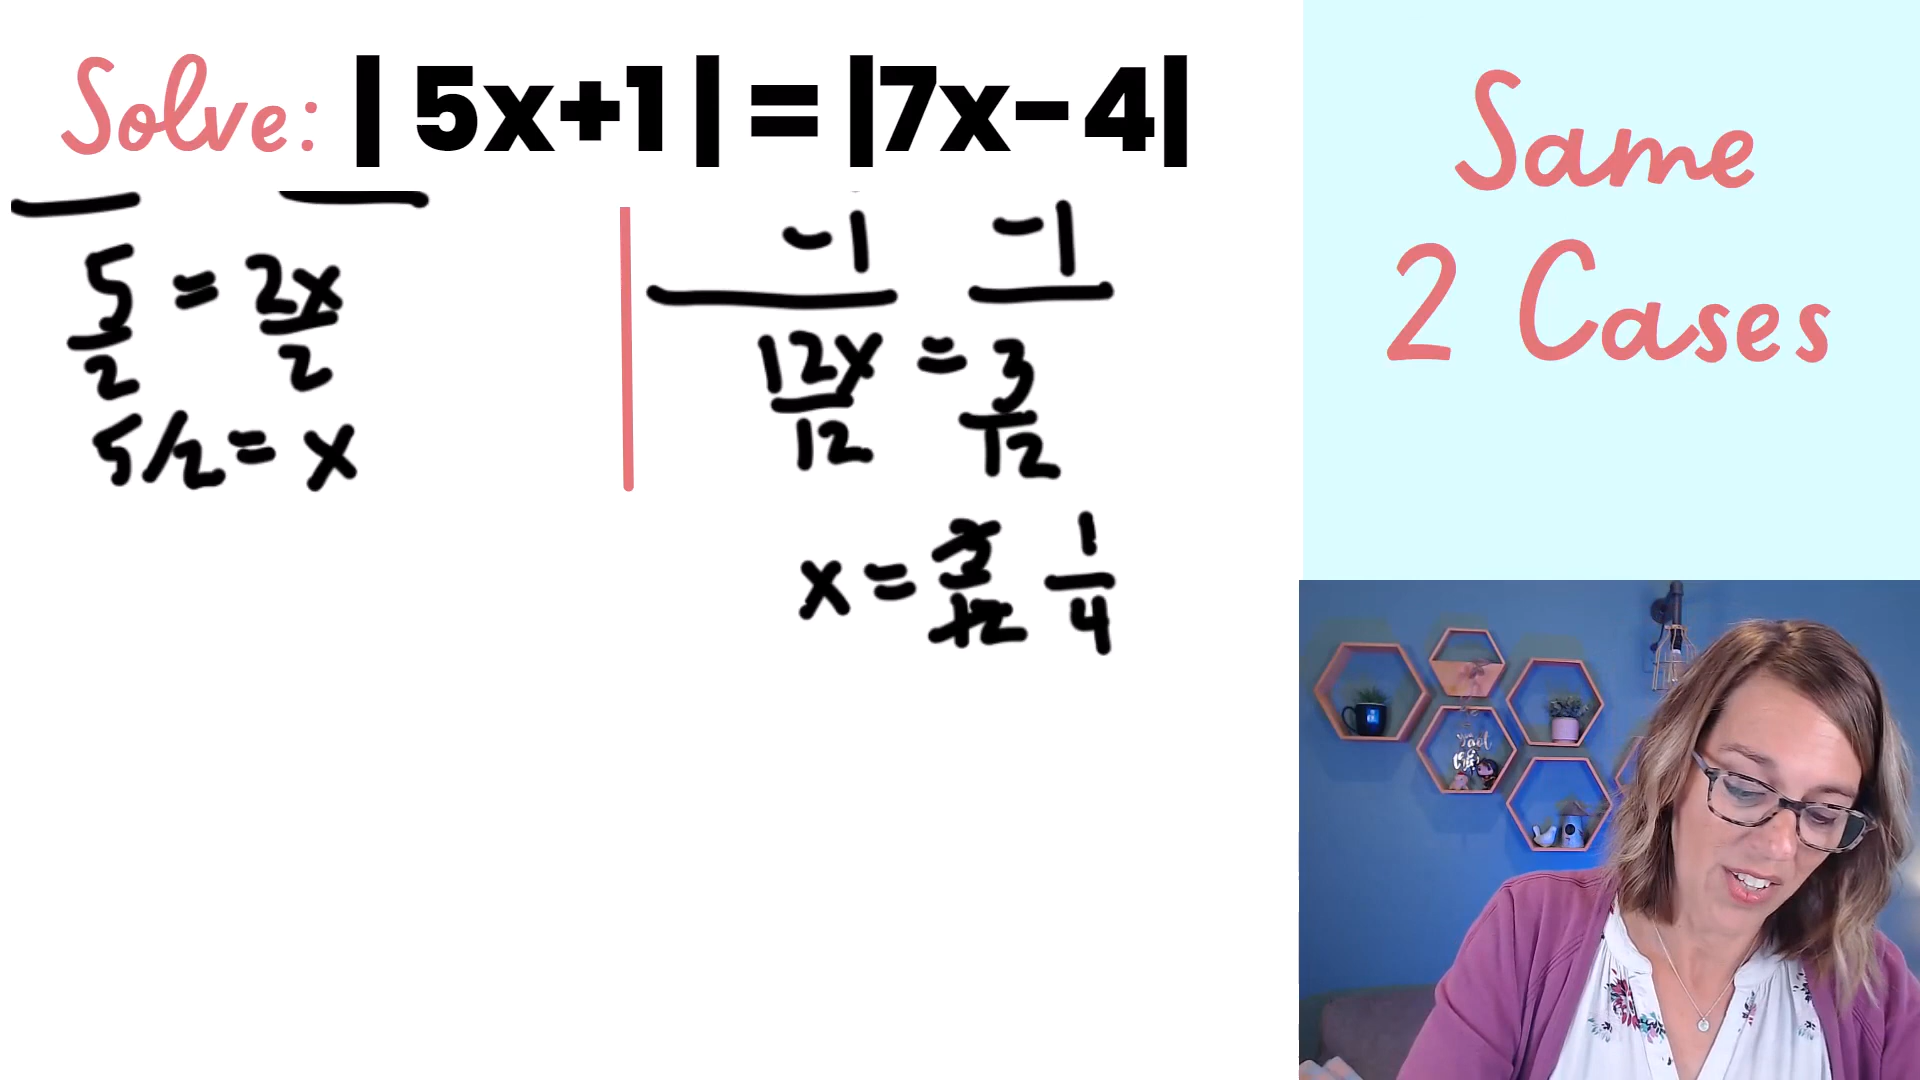 Solve: | 5x+1 | = |7x-4|
Same
2 Cases
5/2 = 2x/2
5/2 = x
-1 -1
12x/12 = 3/12
x = 3/12 1/4